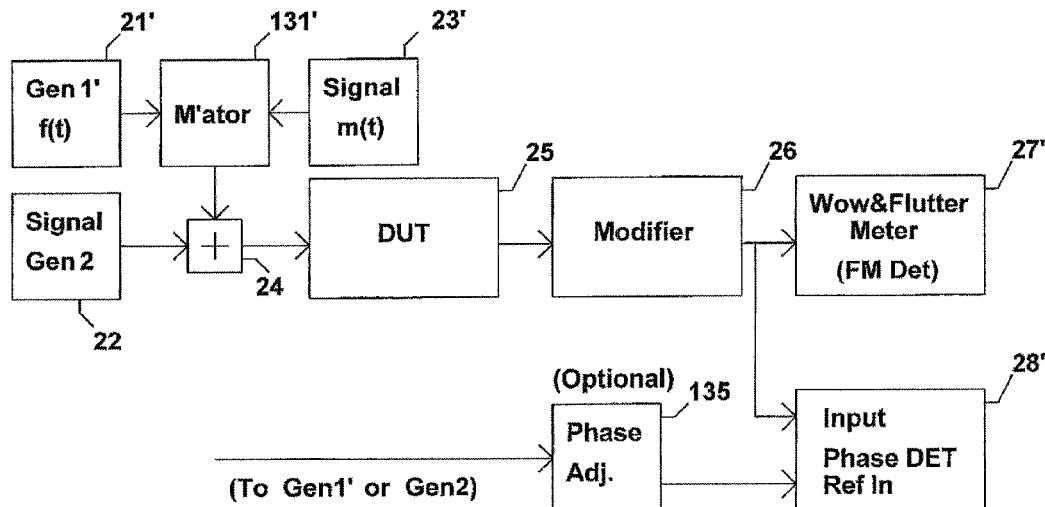 21'
131'
23'
Gen 1'
f(t)
M'ator
Signal
m(t)
25
26
27'
Signal
Gen 2
+
24
22
DUT
Modifier
Wow&Flutter
Meter
(FM Det)
(Optional)
135
28'
Phase
Adj.
Input
Phase DET
Ref In
(To Gen1' or Gen2)